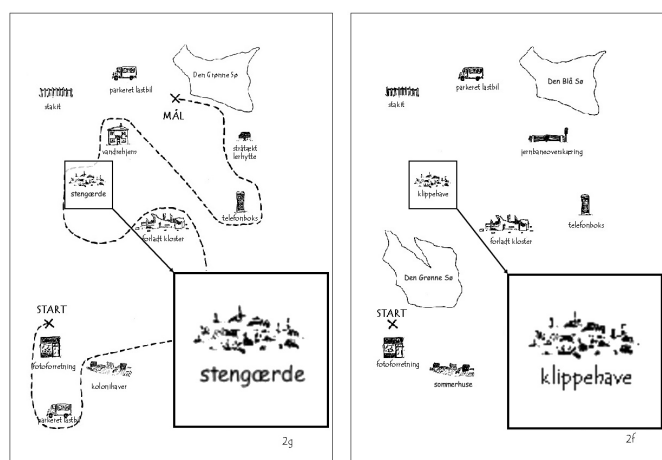 Den Grønne Sø
parkeret lastbil
stakit
MÅL
vandrehjem
stråtækt
lerhytte
stengærde
telefonboks
forladt kloster
START
fotoforretning
kolonihaver
parkeret lastbil
stengærde
2g
Den Blå Sø
parkeret lastbil
stakit
jernbaneoverskæring
klippehave
telefonboks
forladt kloster
Den Grønne Sø
START
fotoforretning
sommerhuse
klippehave
2f